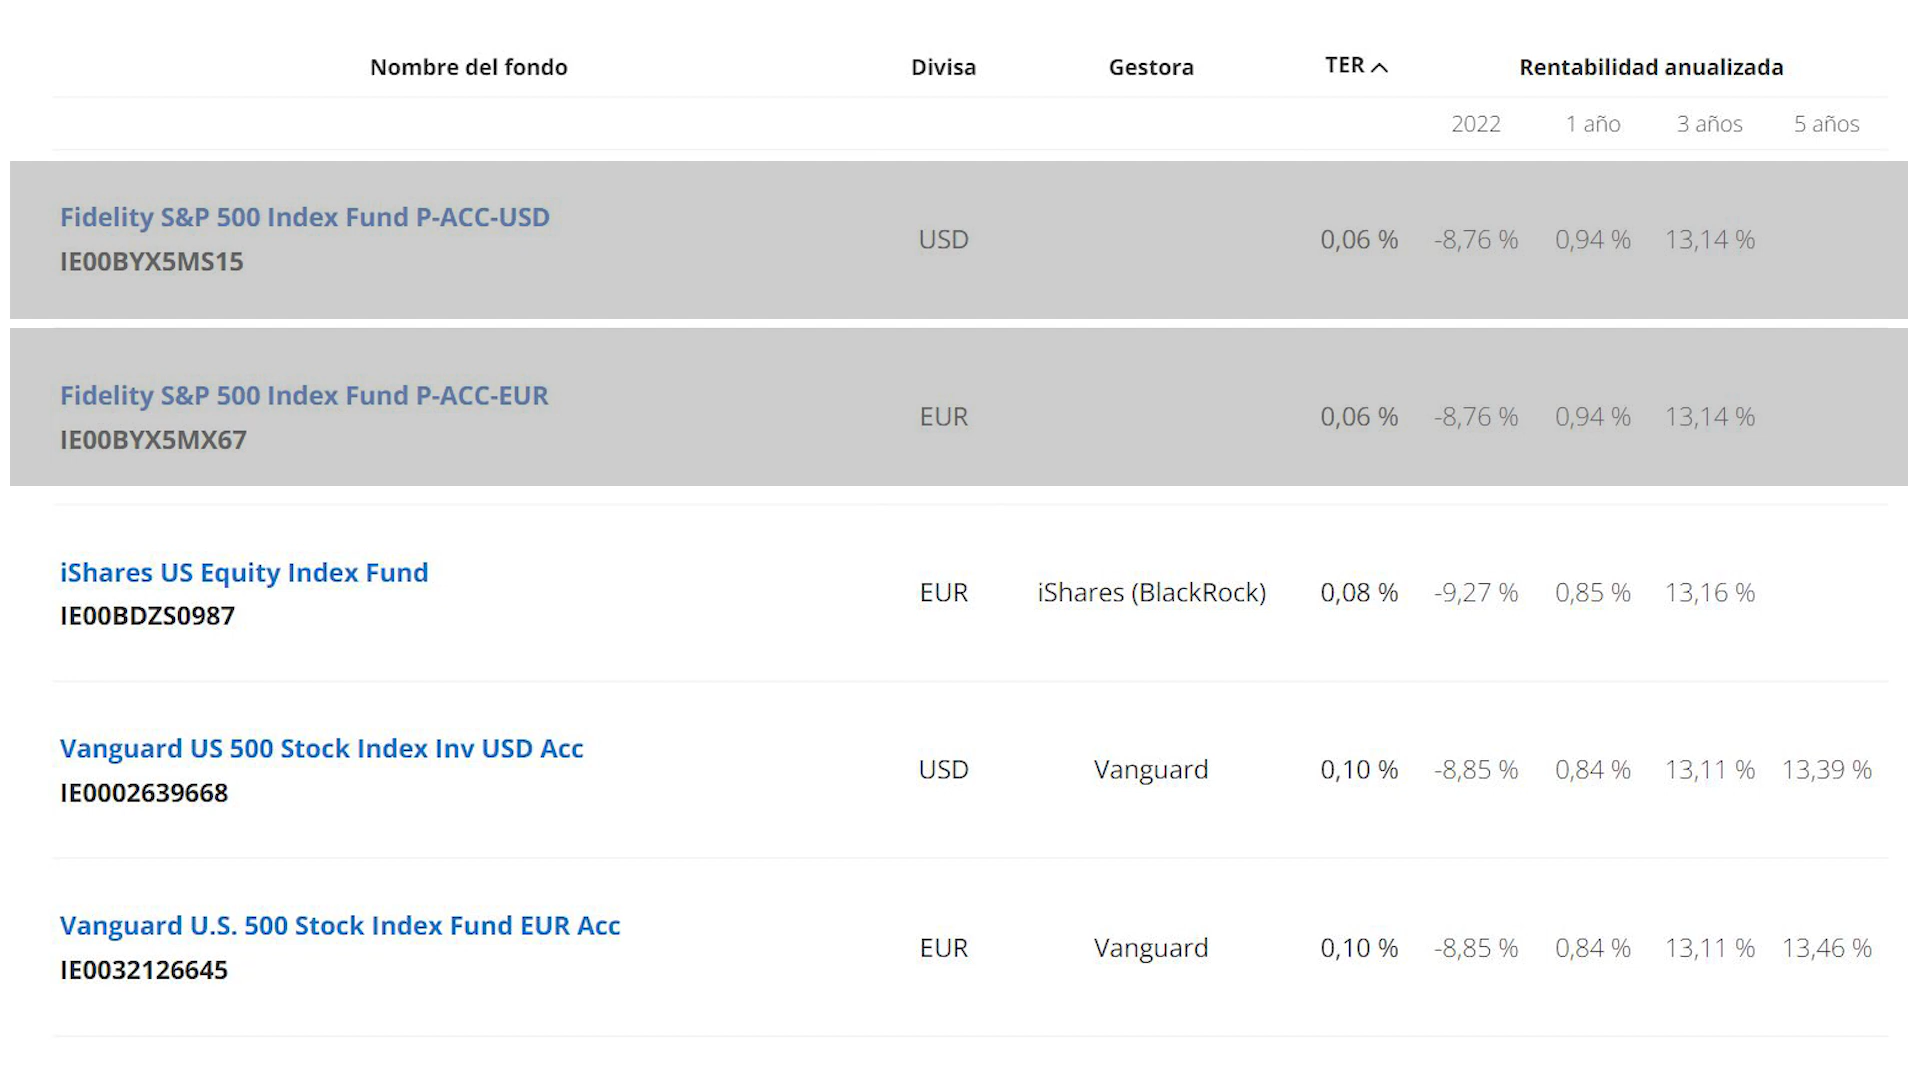 Nombre del fondo Divisa Gestora TER Rentabilidad anualizada
2022 1 año 3 años 5 años
Fidelity S&P 500 Index Fund P-ACC-USD
IE00BYX5MS15
USD 0,06 % -8,76 % 0,94 % 13,14 %
Fidelity S&P 500 Index Fund P-ACC-EUR
IE00BYX5MX67
EUR 0,06 % -8,76 % 0,94 % 13,14 %
iShares US Equity Index Fund
IE00BDZS0987
EUR iShares (BlackRock) 0,08 % -9,27 % 0,85 % 13,16 %
Vanguard US 500 Stock Index Inv USD Acc
IE0002639668
USD Vanguard 0,10 % -8,85 % 0,84 % 13,11 % 13,39 %
Vanguard U.S. 500 Stock Index Fund EUR Acc
IE0032126645
EUR Vanguard 0,10 % -8,85 % 0,84 % 13,11 % 13,46 %